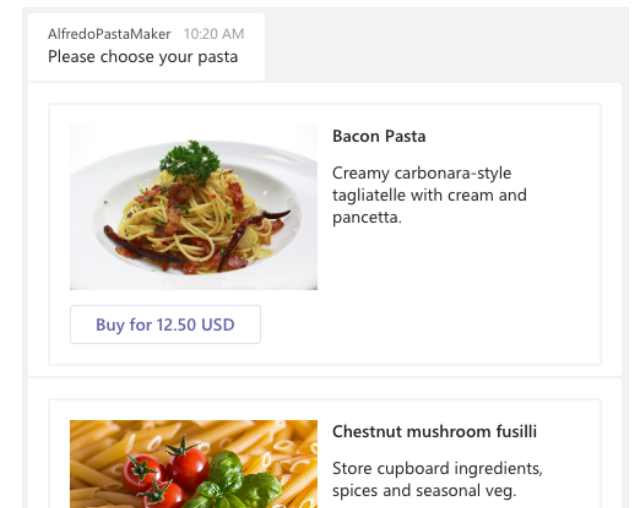 AlfredoPastaMaker 10:20 AM
Please choose your pasta
Bacon Pasta
Creamy carbonara-style
tagliatelle with cream and
pancetta.
Buy for 12.50 USD
Chestnut mushroom fusilli
Store cupboard ingredients,
spices and seasonal veg.